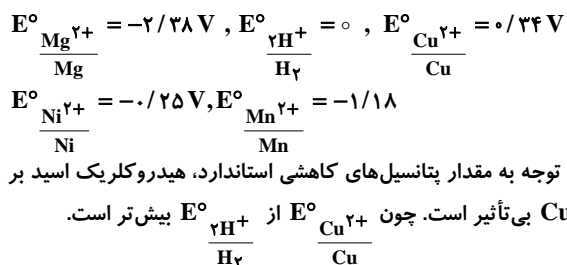 E°Mg²⁺/Mg = −۲/۳۸ V , E°۲H⁺/H۲ = ۰ , E°Cu²⁺/Cu = ۰/۳۴ V
E°Ni²⁺/Ni = −۰/۲۵ V, E°Mn²⁺/Mn = −۱/۱۸
توجه به مقدار پتانسیل‌های کاهشی استاندارد، هیدروکلریک اسید بر
Cu بی‌تأثیر است. چون E°Cu²⁺/Cu از E°۲H⁺/H۲ بیش‌تر است.